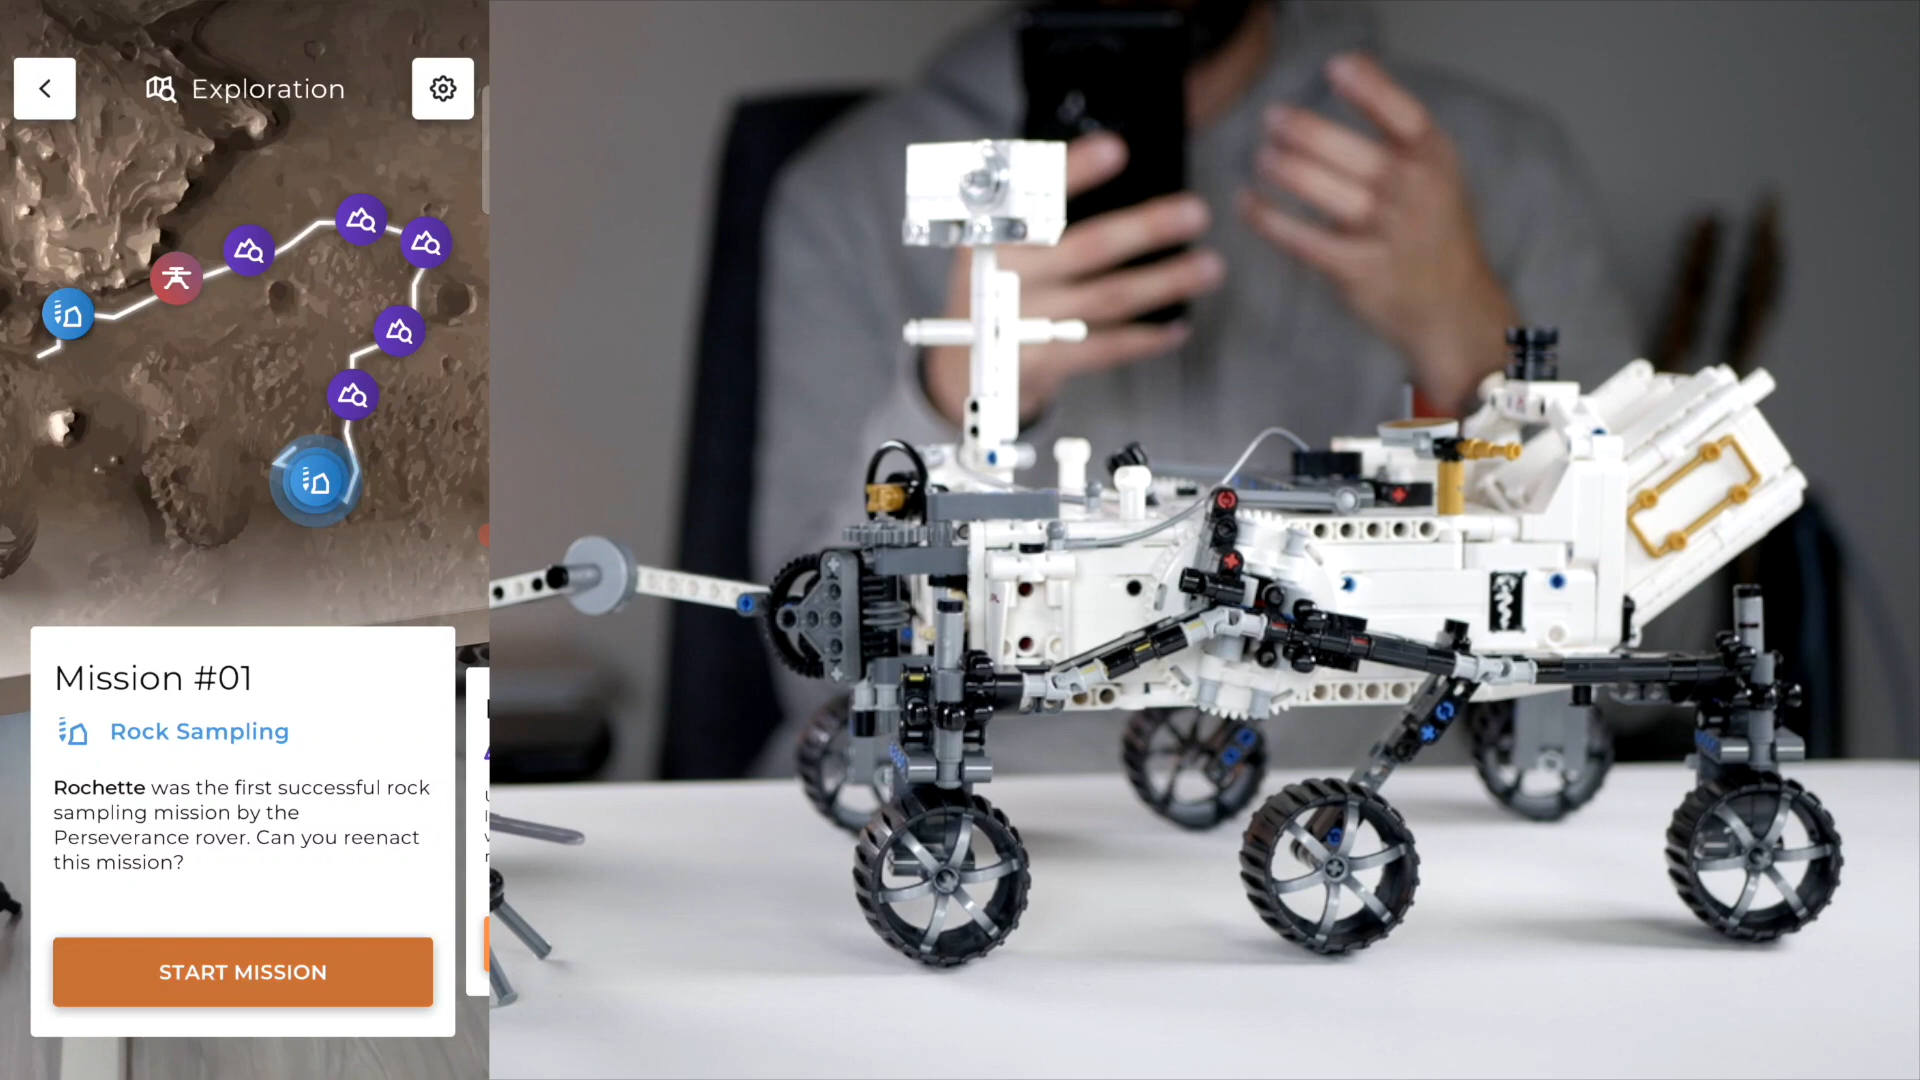 Exploration
Mission #01
Rock Sampling
Rochette was the first successful rock
sampling mission by the
Perseverance rover. Can you reenact
this mission?
START MISSION